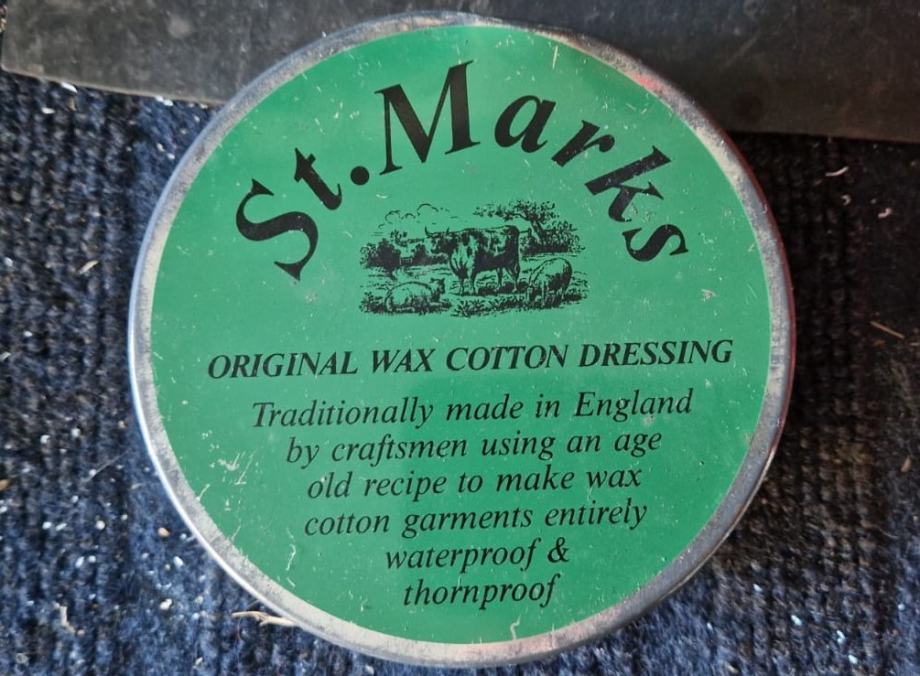 St. Marks
ORIGINAL WAX COTTON DRESSING
Traditionally made in England
by craftsmen using an age
old recipe to make wax
cotton garments entirely
waterproof &
thornproof